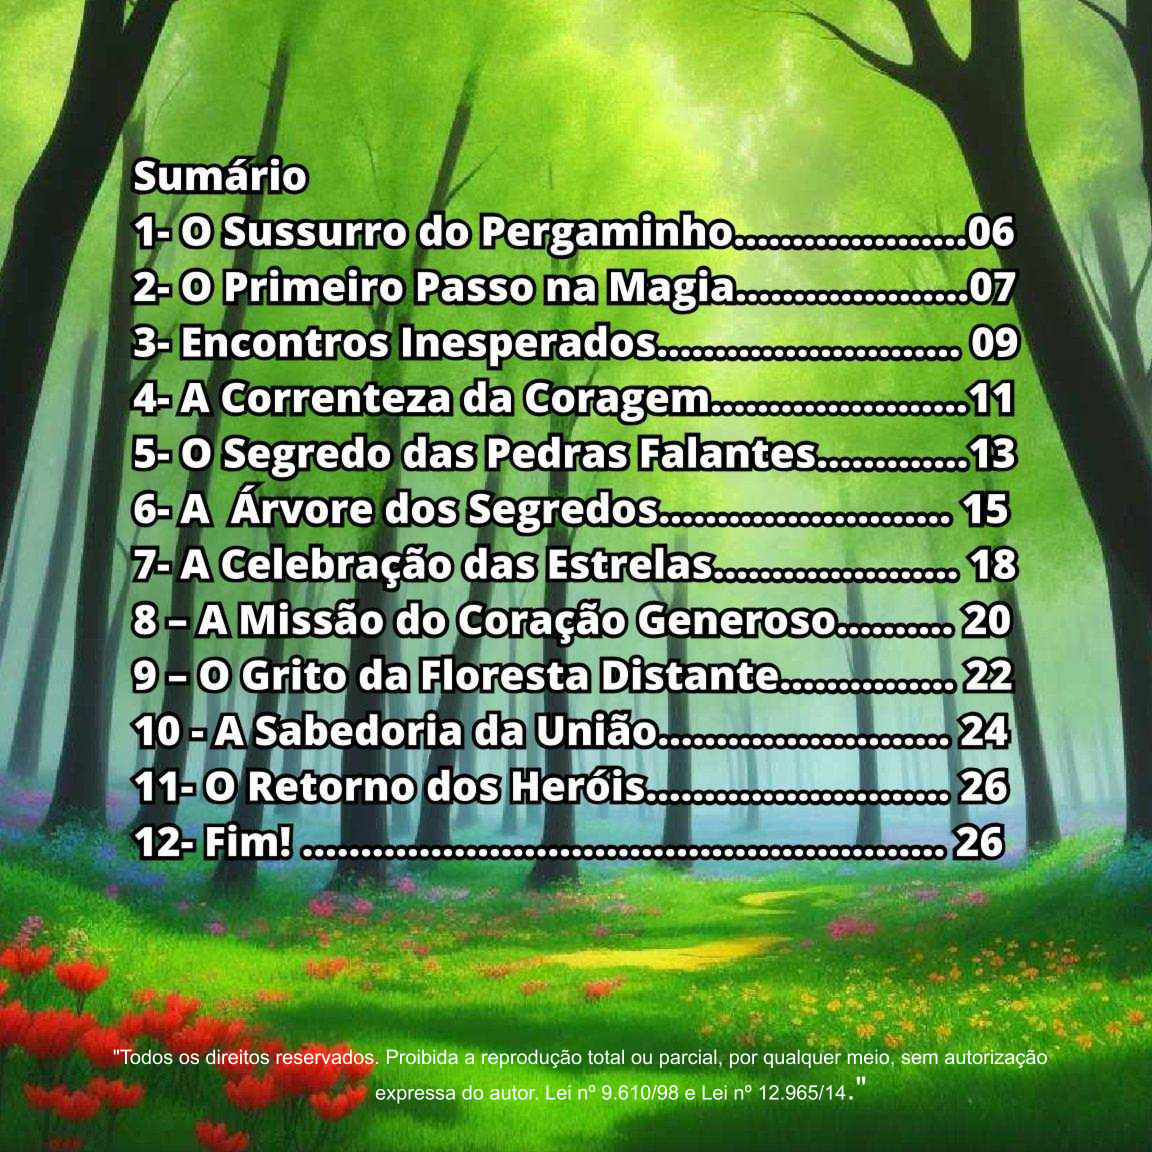 Sumário
1- O Sussurro do Pergaminho....................06
2- O Primeiro Passo na Magia....................07
3- Encontros Inesperados.......................... 09
4- A Correnteza da Coragem......................11
5- O Segredo das Pedras Falantes.............13
6- A  Árvore dos Segredos......................... 15
7- A Celebração das Estrelas..................... 18
8 – A Missão do Coração Generoso.......... 20
9 – O Grito da Floresta Distante............... 22
10 - A Sabedoria da União......................... 24
11- O Retorno dos Heróis.......................... 26
12- Fim! ....................................................... 26
"Todos os direitos reservados. Proibida a reprodução total ou parcial, por qualquer meio, sem autorização
expressa do autor. Lei nº 9.610/98 e Lei nº 12.965/14."